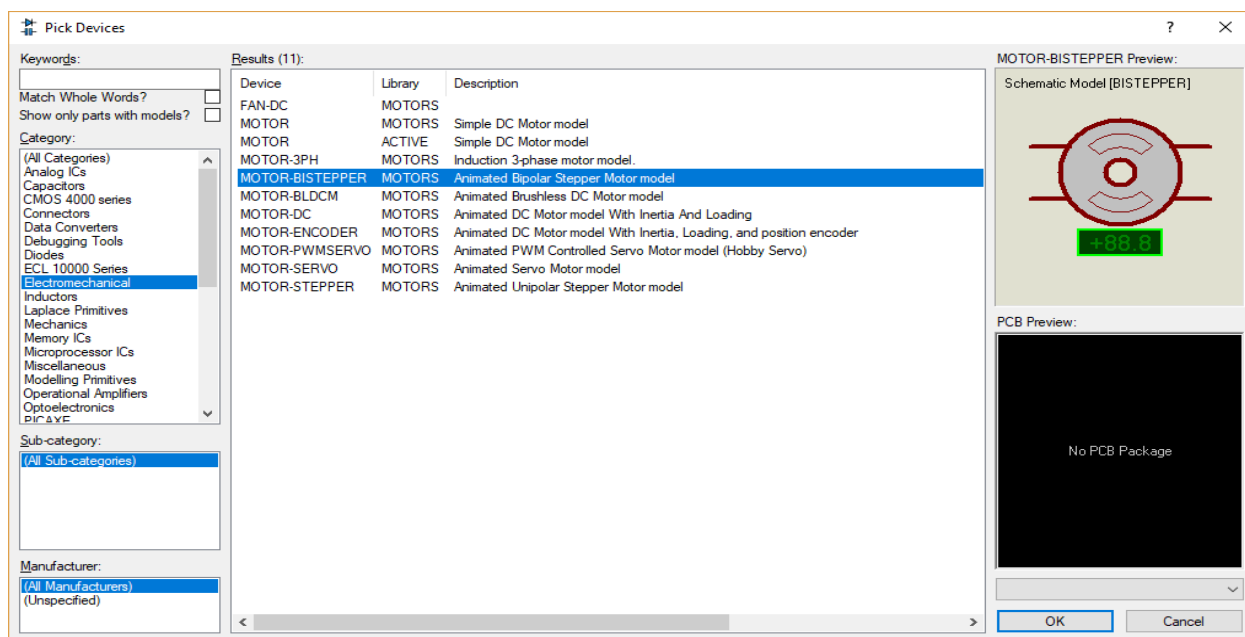 Pick Devices
? ×
Keywords:
Match Whole Words?
Show only parts with models?
Category:
(All Categories)
Analog ICs
Capacitors
CMOS 4000 series
Connectors
Data Converters
Debugging Tools
Diodes
ECL 10000 Series
Electromechanical
Inductors
Laplace Primitives
Mechanics
Memory ICs
Microprocessor ICs
Miscellaneous
Modelling Primitives
Operational Amplifiers
Optoelectronics
PICAXE
Sub-category:
(All Sub-categories)
Manufacturer:
(All Manufacturers)
(Unspecified)
Results (11):
Device Library Description
FAN-DC MOTORS
MOTOR MOTORS Simple DC Motor model
MOTOR ACTIVE Simple DC Motor model
MOTOR-3PH MOTORS Induction 3-phase motor model.
MOTOR-BISTEPPER MOTORS Animated Bipolar Stepper Motor model
MOTOR-BLDCM MOTORS Animated Brushless DC Motor model
MOTOR-DC MOTORS Animated DC Motor model With Inertia And Loading
MOTOR-ENCODER MOTORS Animated DC Motor model With Inertia, Loading, and position encoder
MOTOR-PWMSERVO MOTORS Animated PWM Controlled Servo Motor model (Hobby Servo)
MOTOR-SERVO MOTORS Animated Servo Motor model
MOTOR-STEPPER MOTORS Animated Unipolar Stepper Motor model
MOTOR-BISTEPPER Preview:
Schematic Model [BISTEPPER]
+88.8
PCB Preview:
No PCB Package
OK Cancel